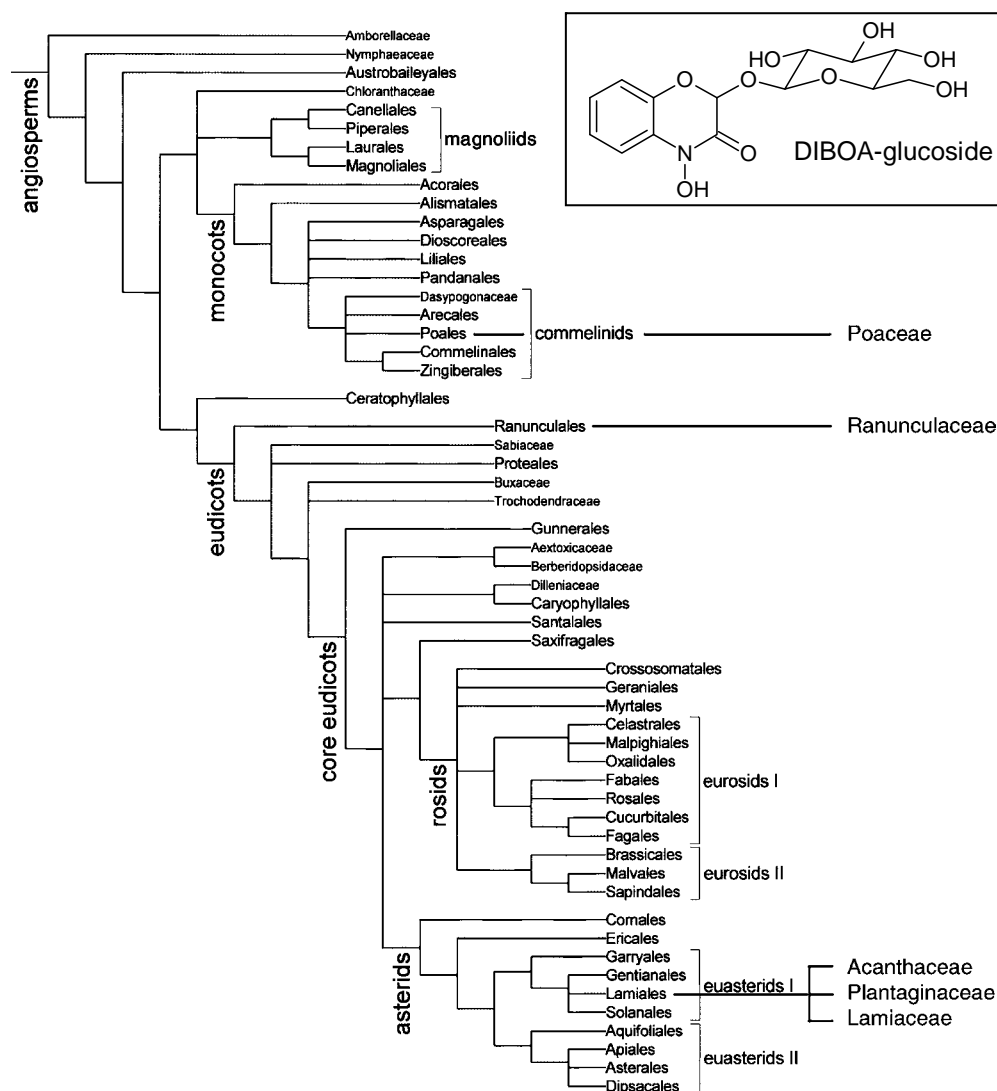 OH
HO
OH
OH
O
O
O
OH
N
O
OH
DIBOA-glucoside
Amborellaceae
Nymphaeaceae
Austrobaileyales
Chloranthaceae
Canellales
Piperales
Laurales
Magnoliales
magnoliids
angiosperms
Acorales
Alismatales
Asparagales
Dioscoreales
Liliales
Pandanales
Dasypogonaceae
Arecales
Poales
commelinids
Poaceae
Commelinales
Zingiberales
monocots
Ceratophyllales
Ranunculales
Ranunculaceae
Sabiaceae
Proteales
Buxaceae
Trochodendraceae
eudicots
Gunnerales
Aextoxicaceae
Berberidopsidaceae
Dilleniaceae
Caryophyllales
Santalales
Saxifragales
core eudicots
Crossosomatales
Geraniales
Myrtales
Celastrales
Malpighiales
Oxalidales
Fabales
eurosids I
Rosales
Cucurbitales
Fagales
rosids
Brassicales
Malvales
eurosids II
Sapindales
Cornales
Ericales
Garryales
Gentianales
euasterids I
Lamiales
Solanales
Acanthaceae
Plantaginaceae
Lamiaceae
asterids
Aquifoliales
Apiales
euasterids II
Asterales
Dipsacales